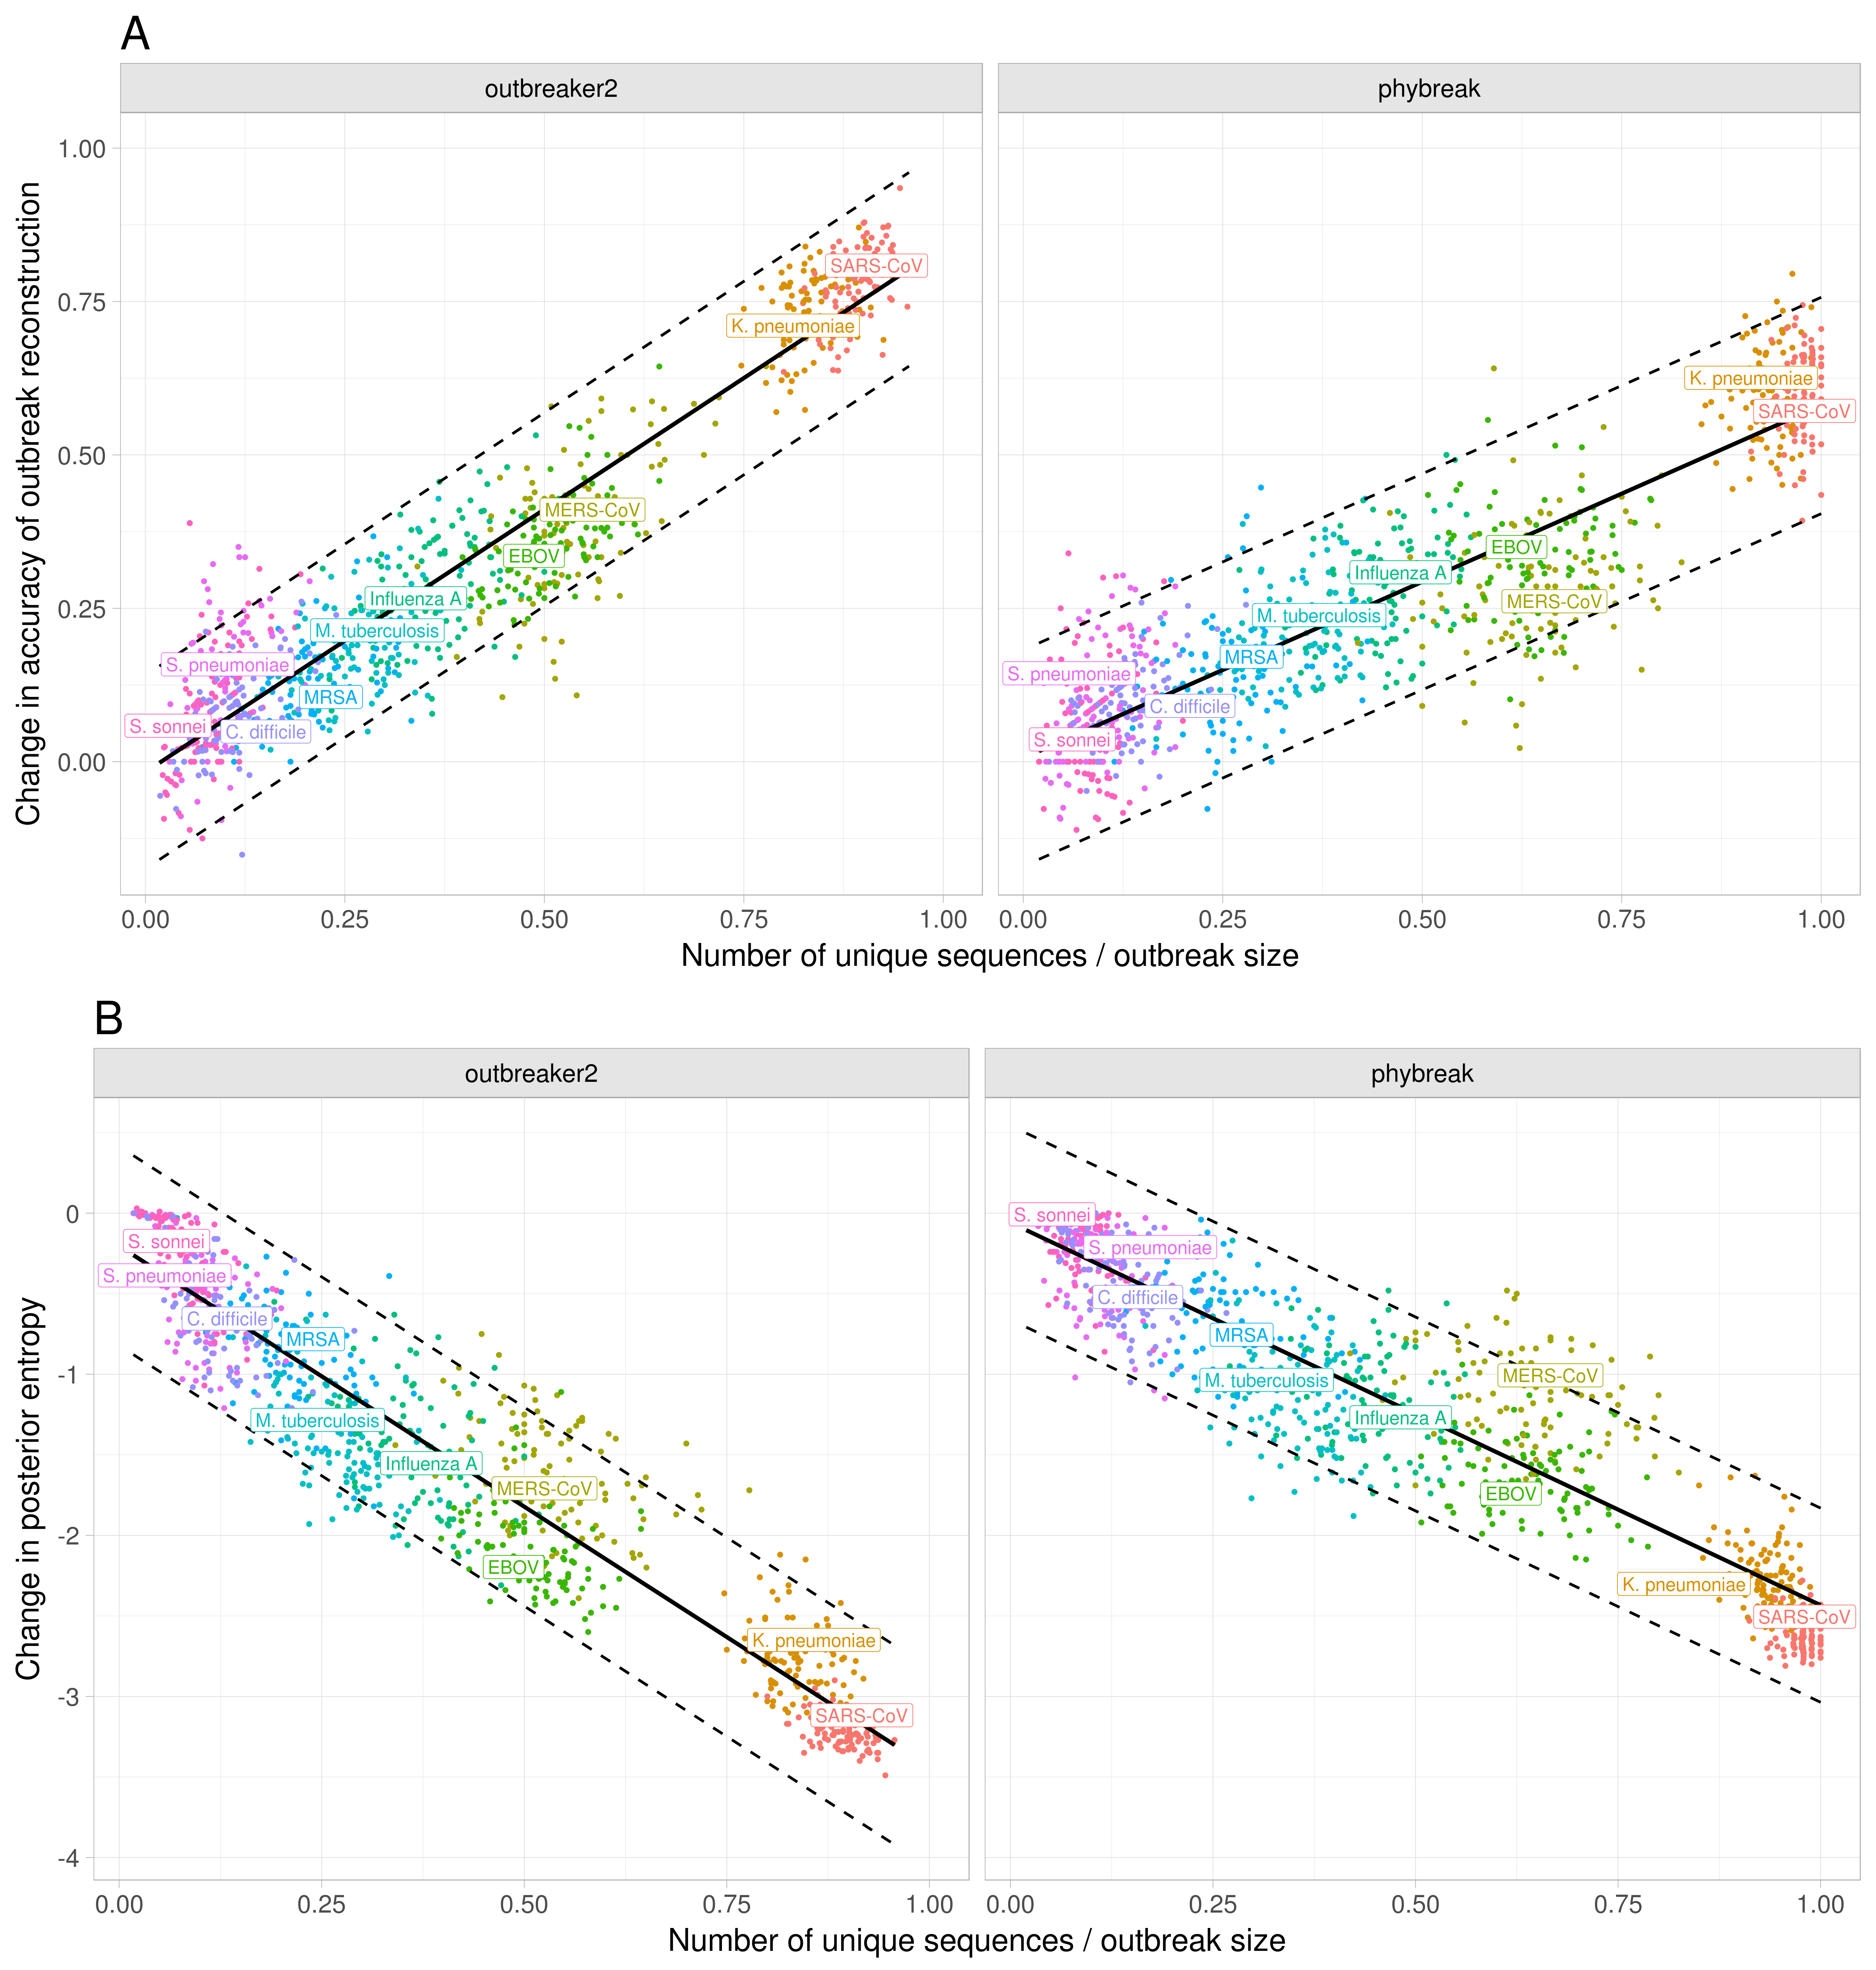 A
outbreaker2
phybreak
Change in accuracy of outbreak reconstruction
1.00
0.75
0.50
0.25
0.00
SARS-CoV
K. pneumoniae
MERS-CoV
EBOV
Influenza A
M. tuberculosis
S. pneumoniae
MRSA
S. sonnei
C. difficile
K. pneumoniae
SARS-CoV
EBOV
Influenza A
MERS-CoV
M. tuberculosis
MRSA
S. pneumoniae
C. difficile
S. sonnei
0.00 0.25 0.50 0.75 1.00
0.00 0.25 0.50 0.75 1.00
Number of unique sequences / outbreak size
B
outbreaker2
phybreak
Change in posterior entropy
0
-1
-2
-3
-4
S. sonnei
S. pneumoniae
C. difficile
MRSA
M. tuberculosis
Influenza A
MERS-CoV
EBOV
K. pneumoniae
SARS-CoV
S. sonnei
S. pneumoniae
C. difficile
MRSA
M. tuberculosis
MERS-CoV
Influenza A
EBOV
K. pneumoniae
SARS-CoV
0.00 0.25 0.50 0.75 1.00
0.00 0.25 0.50 0.75 1.00
Number of unique sequences / outbreak size